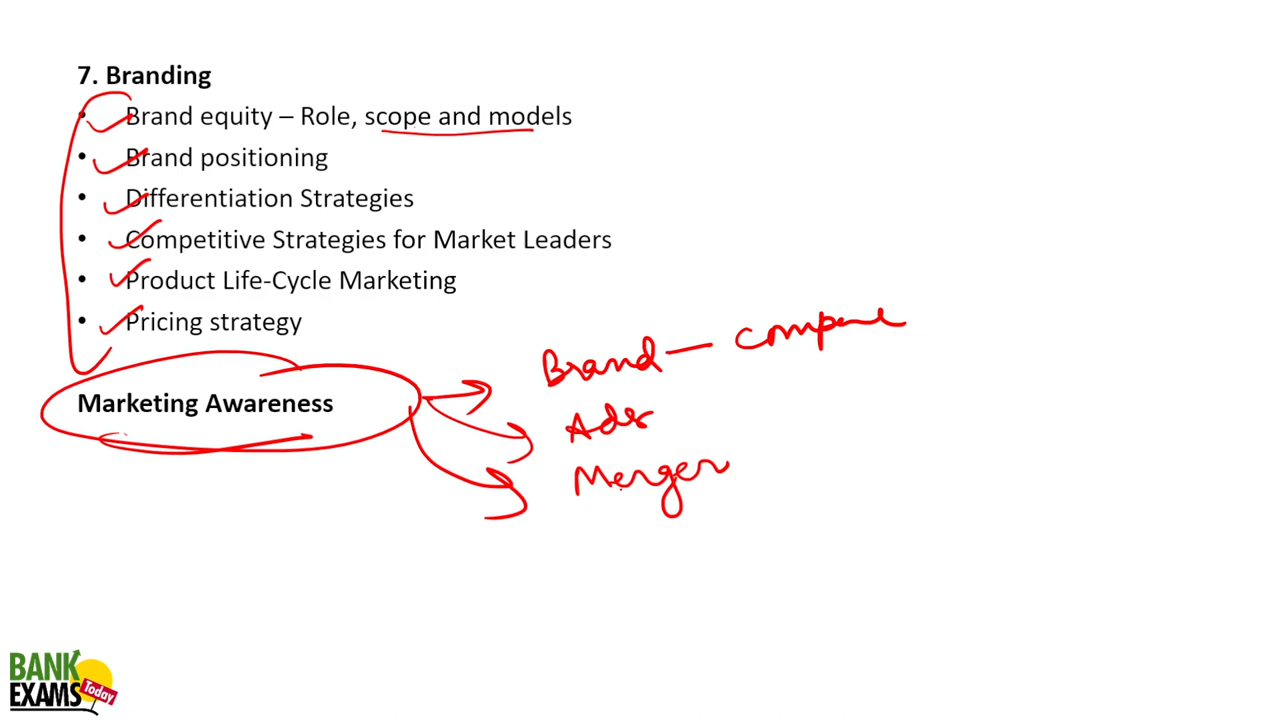 7. Branding
• Brand equity – Role, scope and models
• Brand positioning
• Differentiation Strategies
• Competitive Strategies for Market Leaders
• Product Life-Cycle Marketing
• Pricing strategy
Brand —
Marketing Awareness
Ads
Merger
BANK
EXAMS Today